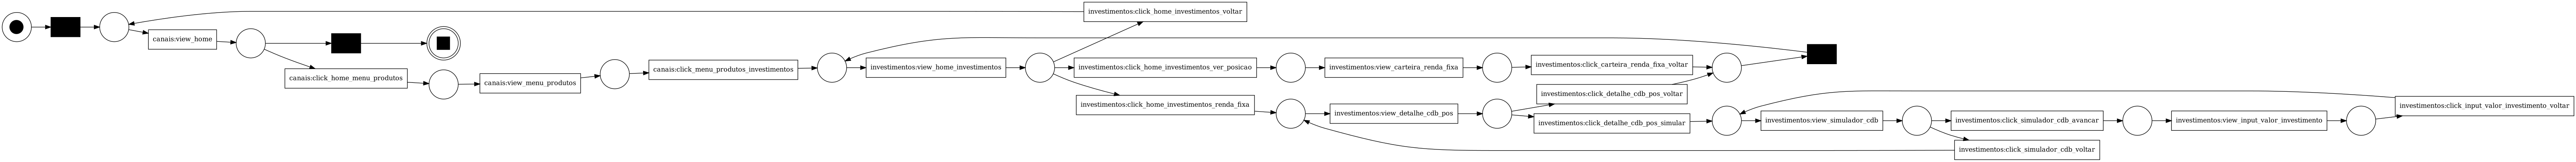 investimentos:click_home_investimentos_voltar
canais:view_home
canais:click_home_menu_produtos
canais:view_menu_produtos
canais:click_menu_produtos_investimentos
investimentos:view_home_investimentos
investimentos:click_home_investimentos_ver_posicao
investimentos:view_carteira_renda_fixa
investimentos:click_carteira_renda_fixa_voltar
investimentos:click_home_investimentos_renda_fixa
investimentos:view_detalhe_cdb_pos
investimentos:click_detalhe_cdb_pos_voltar
investimentos:click_detalhe_cdb_pos_simular
investimentos:view_simulador_cdb
investimentos:click_simulador_cdb_avancar
investimentos:view_input_valor_investimento
investimentos:click_input_valor_investimento_voltar
investimentos:click_simulador_cdb_voltar